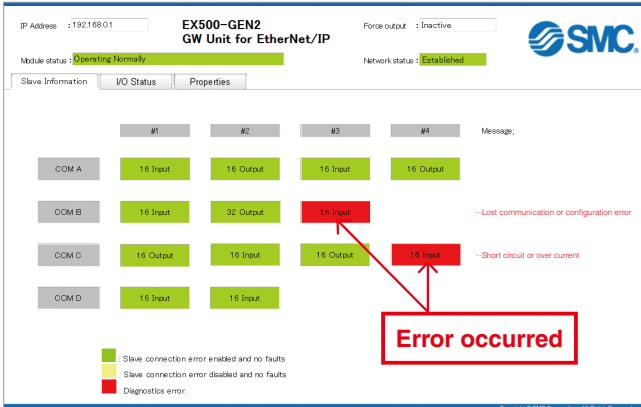 IP Address : 192.168.0.1 EX500-GEN2 Force output : Inactive
GW Unit for EtherNet/IP
SMC
Module status : Operating Normally Network status : Established
Slave Information I/O Status Properties
#1 #2 #3 #4 Message;
COM A 16 Input 16 Output 16 Input 16 Output
COM B 16 Input 32 Output 16 Input ···Lost communication or configuration error
COM C 16 Output 16 Input 16 Output 16 Input ···Short circuit or over current
COM D 16 Input 16 Input
Error occurred
: Slave connection error enabled and no faults
: Slave connection error disabled and no faults
: Diagnostics error.